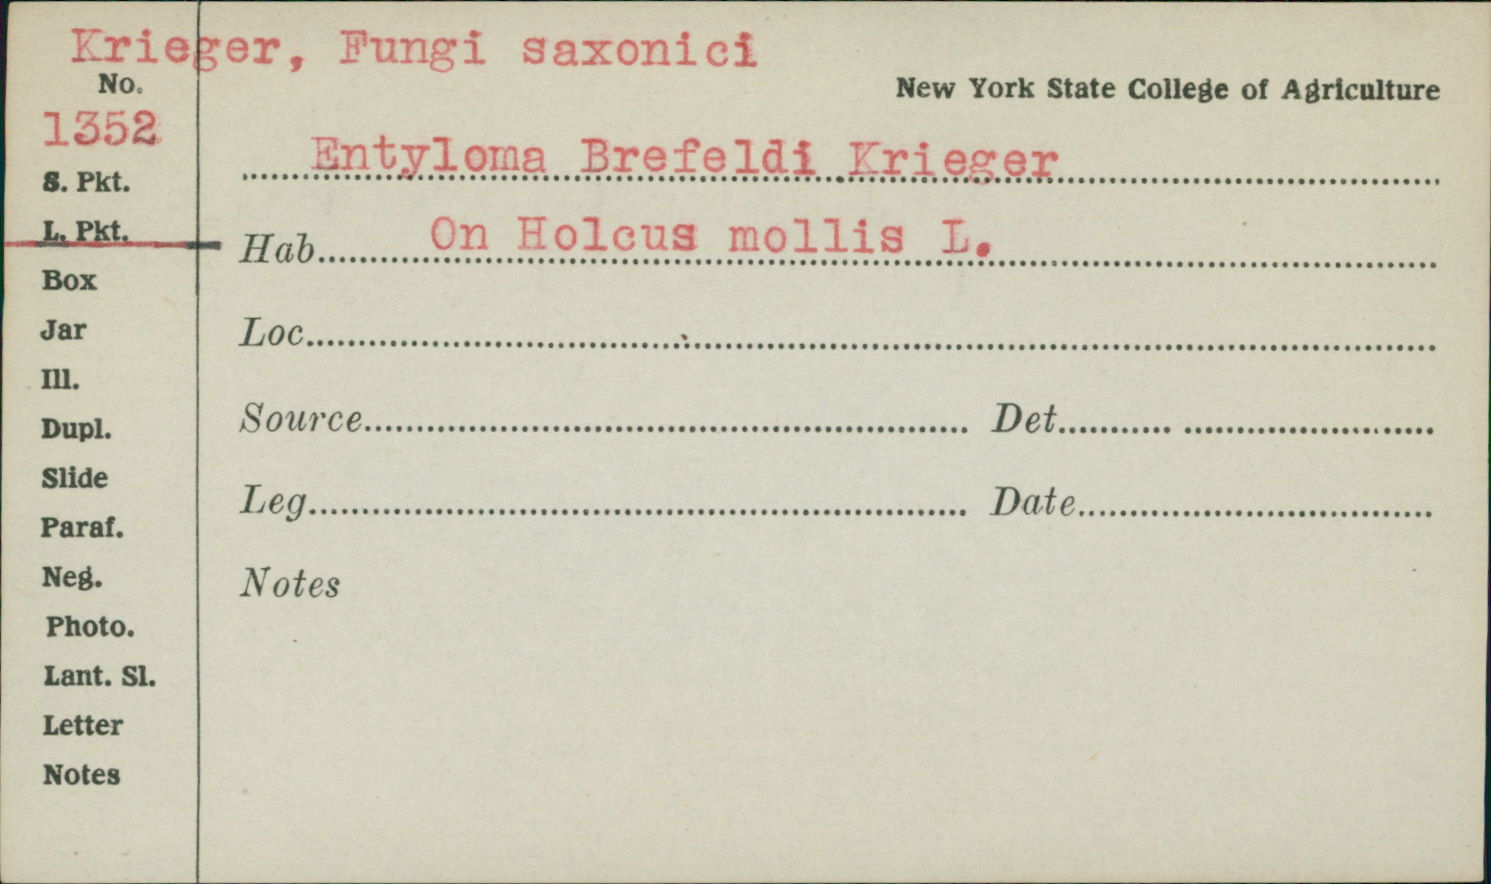 Krieger, Fungi saxonici
No.
New York State College of Agriculture
1352
Entyloma Brefeldi Krieger
S. Pkt.
L. Pkt.
Hab. On Holcus mollis L.
Box
Jar
Loc.
Ill.
Dupl.
Source Det.
Slide
Leg. Date
Paraf.
Neg.
Notes
Photo.
Lant. Sl.
Letter
Notes